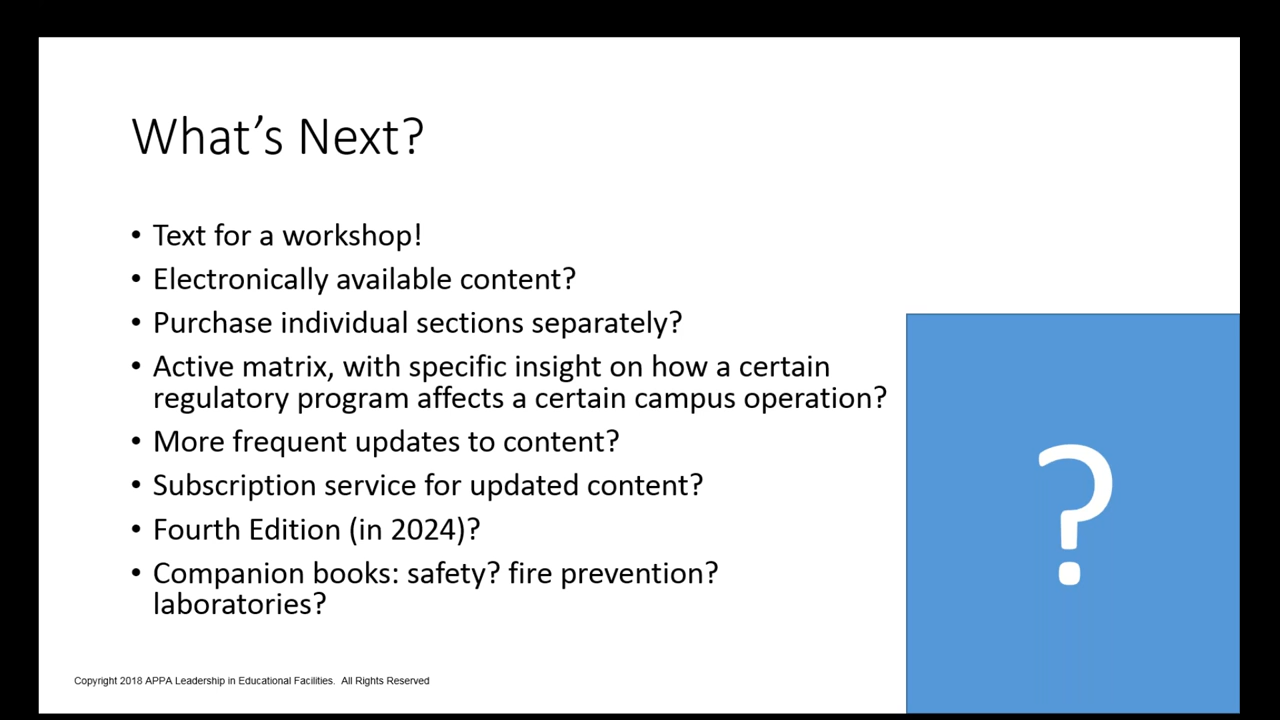 What's Next?
• Text for a workshop!
• Electronically available content?
• Purchase individual sections separately?
• Active matrix, with specific insight on how a certain
regulatory program affects a certain campus operation?
• More frequent updates to content?
• Subscription service for updated content?
• Fourth Edition (in 2024)?
• Companion books: safety? fire prevention?
laboratories?
?
Copyright 2018 APPA Leadership in Educational Facilities.  All Rights Reserved